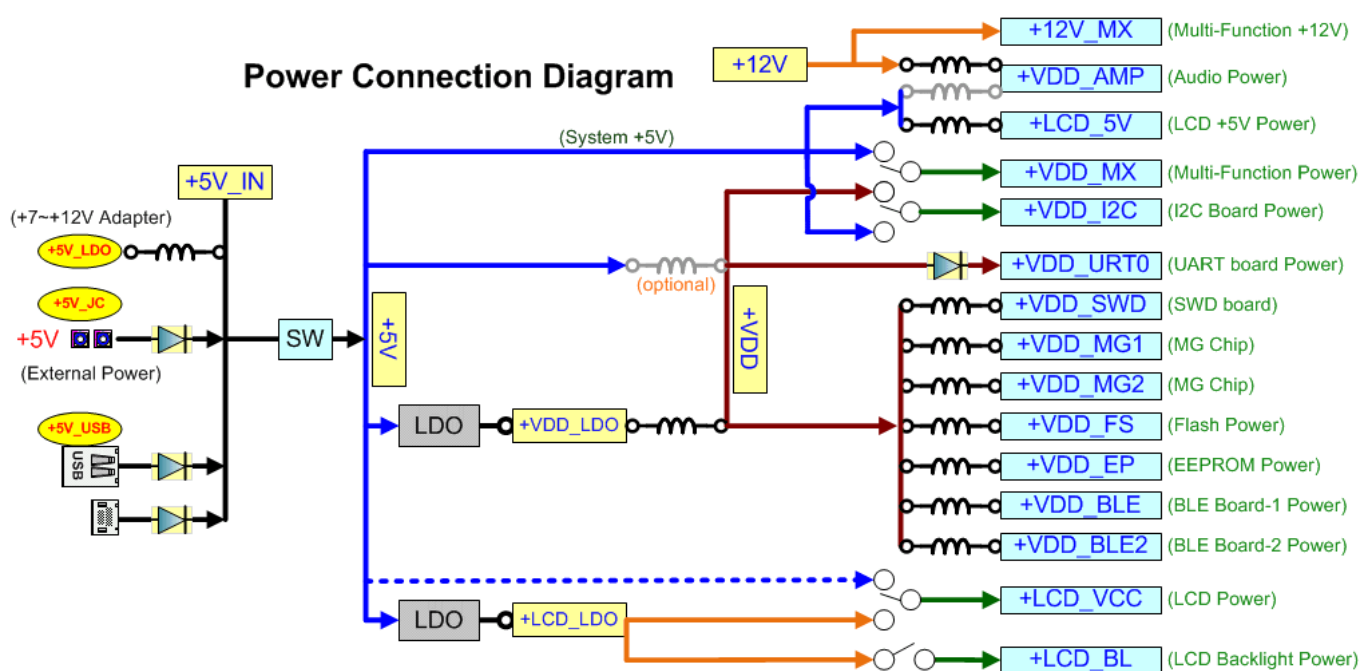 Power Connection Diagram
+12V
+12V_MX (Multi-Function +12V)
+VDD_AMP (Audio Power)
+LCD_5V (LCD +5V Power)
(System +5V)
+VDD_MX (Multi-Function Power)
+VDD_I2C (I2C Board Power)
+5V_IN
(+7~+12V Adapter)
+5V_LDO
(optional)
+VDD_URT0 (UART board Power)
+5V_JC
+5V
(External Power)
SW
+5V
+VDD
+VDD_SWD (SWD board)
+VDD_MG1 (MG Chip)
+VDD_MG2 (MG Chip)
+5V_USB
USB
LDO
+VDD_LDO
+VDD_FS (Flash Power)
+VDD_EP (EEPROM Power)
+VDD_BLE (BLE Board-1 Power)
+VDD_BLE2 (BLE Board-2 Power)
LDO
+LCD_LDO
+LCD_VCC (LCD Power)
+LCD_BL (LCD Backlight Power)